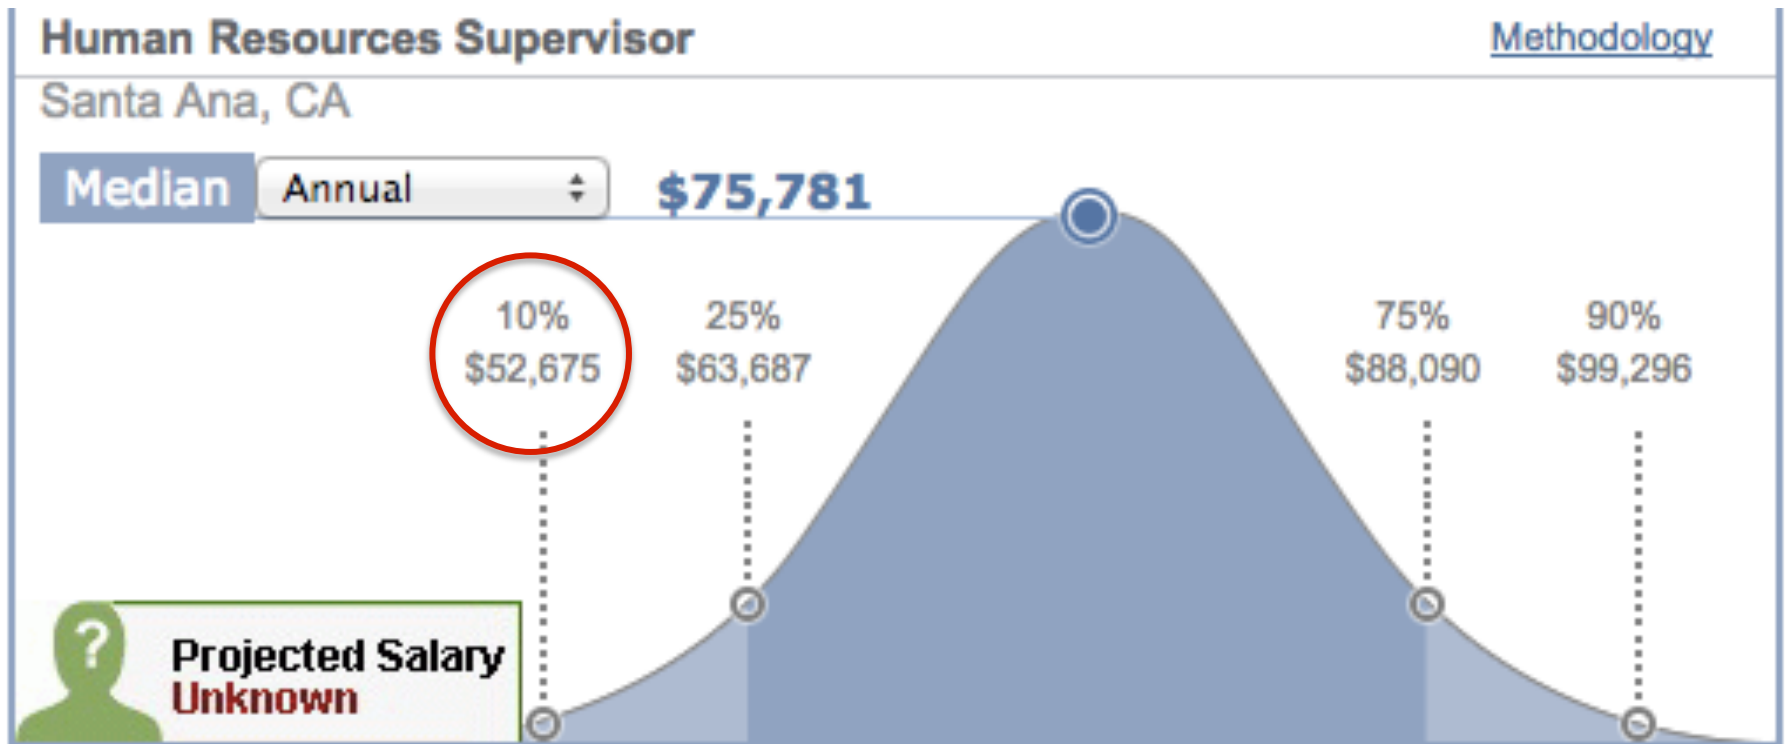 Human Resources Supervisor
Methodology
Santa Ana, CA
Median Annual $75,781
10% 25% 75% 90%
$52,675 $63,687 $88,090 $99,296
?
Projected Salary
Unknown